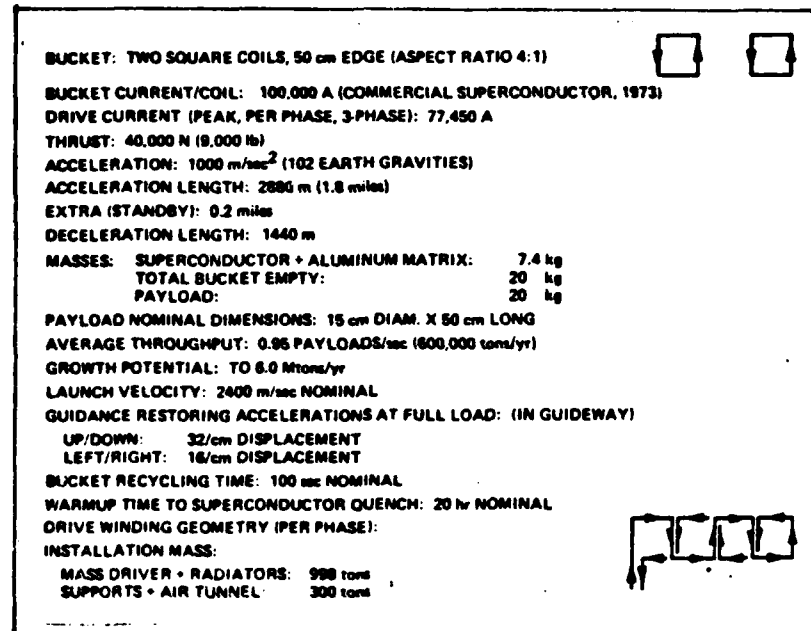 BUCKET: TWO SQUARE COILS, 50 cm EDGE (ASPECT RATIO 4:1)
BUCKET CURRENT/COIL: 100,000 A (COMMERCIAL SUPERCONDUCTOR, 1973)
DRIVE CURRENT (PEAK, PER PHASE, 3-PHASE): 77,450 A
THRUST: 40,000 N (9,000 lb)
ACCELERATION: 1000 m/sec² (102 EARTH GRAVITIES)
ACCELERATION LENGTH: 2880 m (1.8 miles)
EXTRA (STANDBY): 0.2 miles
DECELERATION LENGTH: 1440 m
MASSES: SUPERCONDUCTOR + ALUMINUM MATRIX: 7.4 kg
TOTAL BUCKET EMPTY: 20 kg
PAYLOAD: 20 kg
PAYLOAD NOMINAL DIMENSIONS: 15 cm DIAM. X 50 cm LONG
AVERAGE THROUGHPUT: 0.95 PAYLOADS/sec (600,000 tons/yr)
GROWTH POTENTIAL: TO 6.0 Mtons/yr
LAUNCH VELOCITY: 2400 m/sec NOMINAL
GUIDANCE RESTORING ACCELERATIONS AT FULL LOAD: (IN GUIDEWAY)
UP/DOWN: 32/cm DISPLACEMENT
LEFT/RIGHT: 16/cm DISPLACEMENT
BUCKET RECYCLING TIME: 100 sec NOMINAL
WARMUP TIME TO SUPERCONDUCTOR QUENCH: 20 hr NOMINAL
DRIVE WINDING GEOMETRY (PER PHASE):
INSTALLATION MASS:
MASS DRIVER + RADIATORS: 998 tons
SUPPORTS + AIR TUNNEL: 300 tons